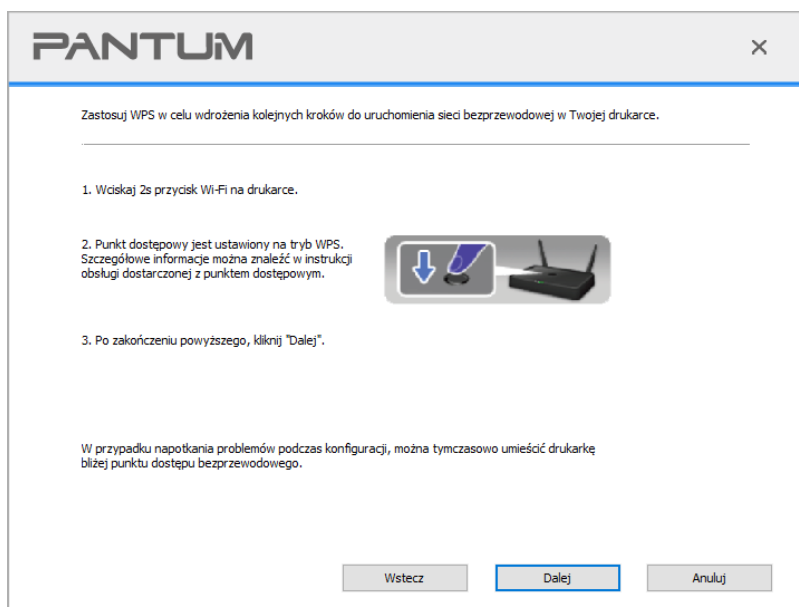 PANTUM
Zastosuj WPS w celu wdrożenia kolejnych kroków do uruchomienia sieci bezprzewodowej w Twojej drukarce.
1. Wciskaj 2s przycisk Wi-Fi na drukarce.
2. Punkt dostępowy jest ustawiony na tryb WPS.
Szczegółowe informacje można znaleźć w instrukcji
obsługi dostarczonej z punktem dostępowym.
3. Po zakończeniu powyższego, kliknij "Dalej".
W przypadku napotkania problemów podczas konfiguracji, można tymczasowo umieścić drukarkę
bliżej punktu dostępu bezprzewodowego.
Wstecz
Dalej
Anuluj